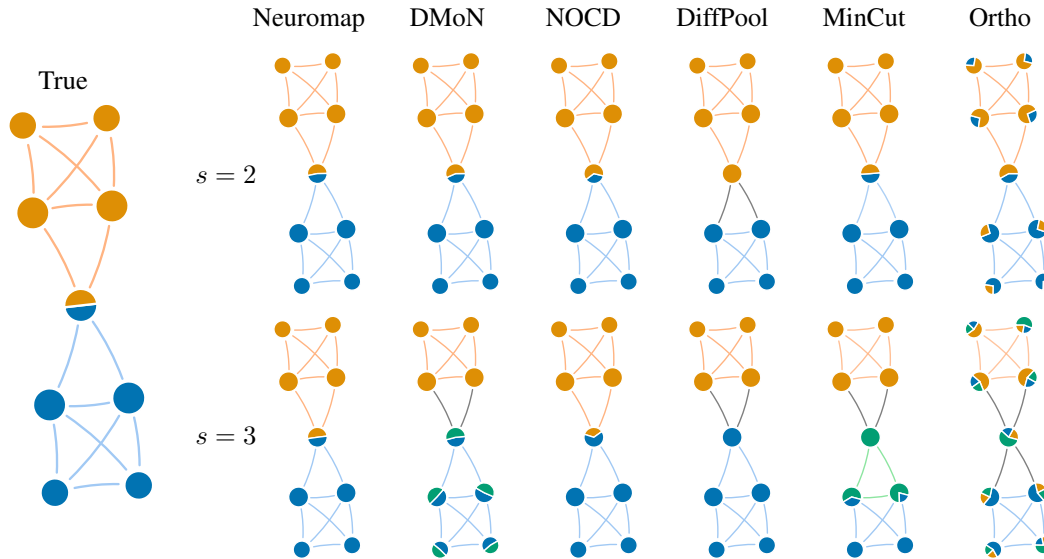 Neuromap DMoN NOCD DiffPool MinCut Ortho
True
s = 2
s = 3